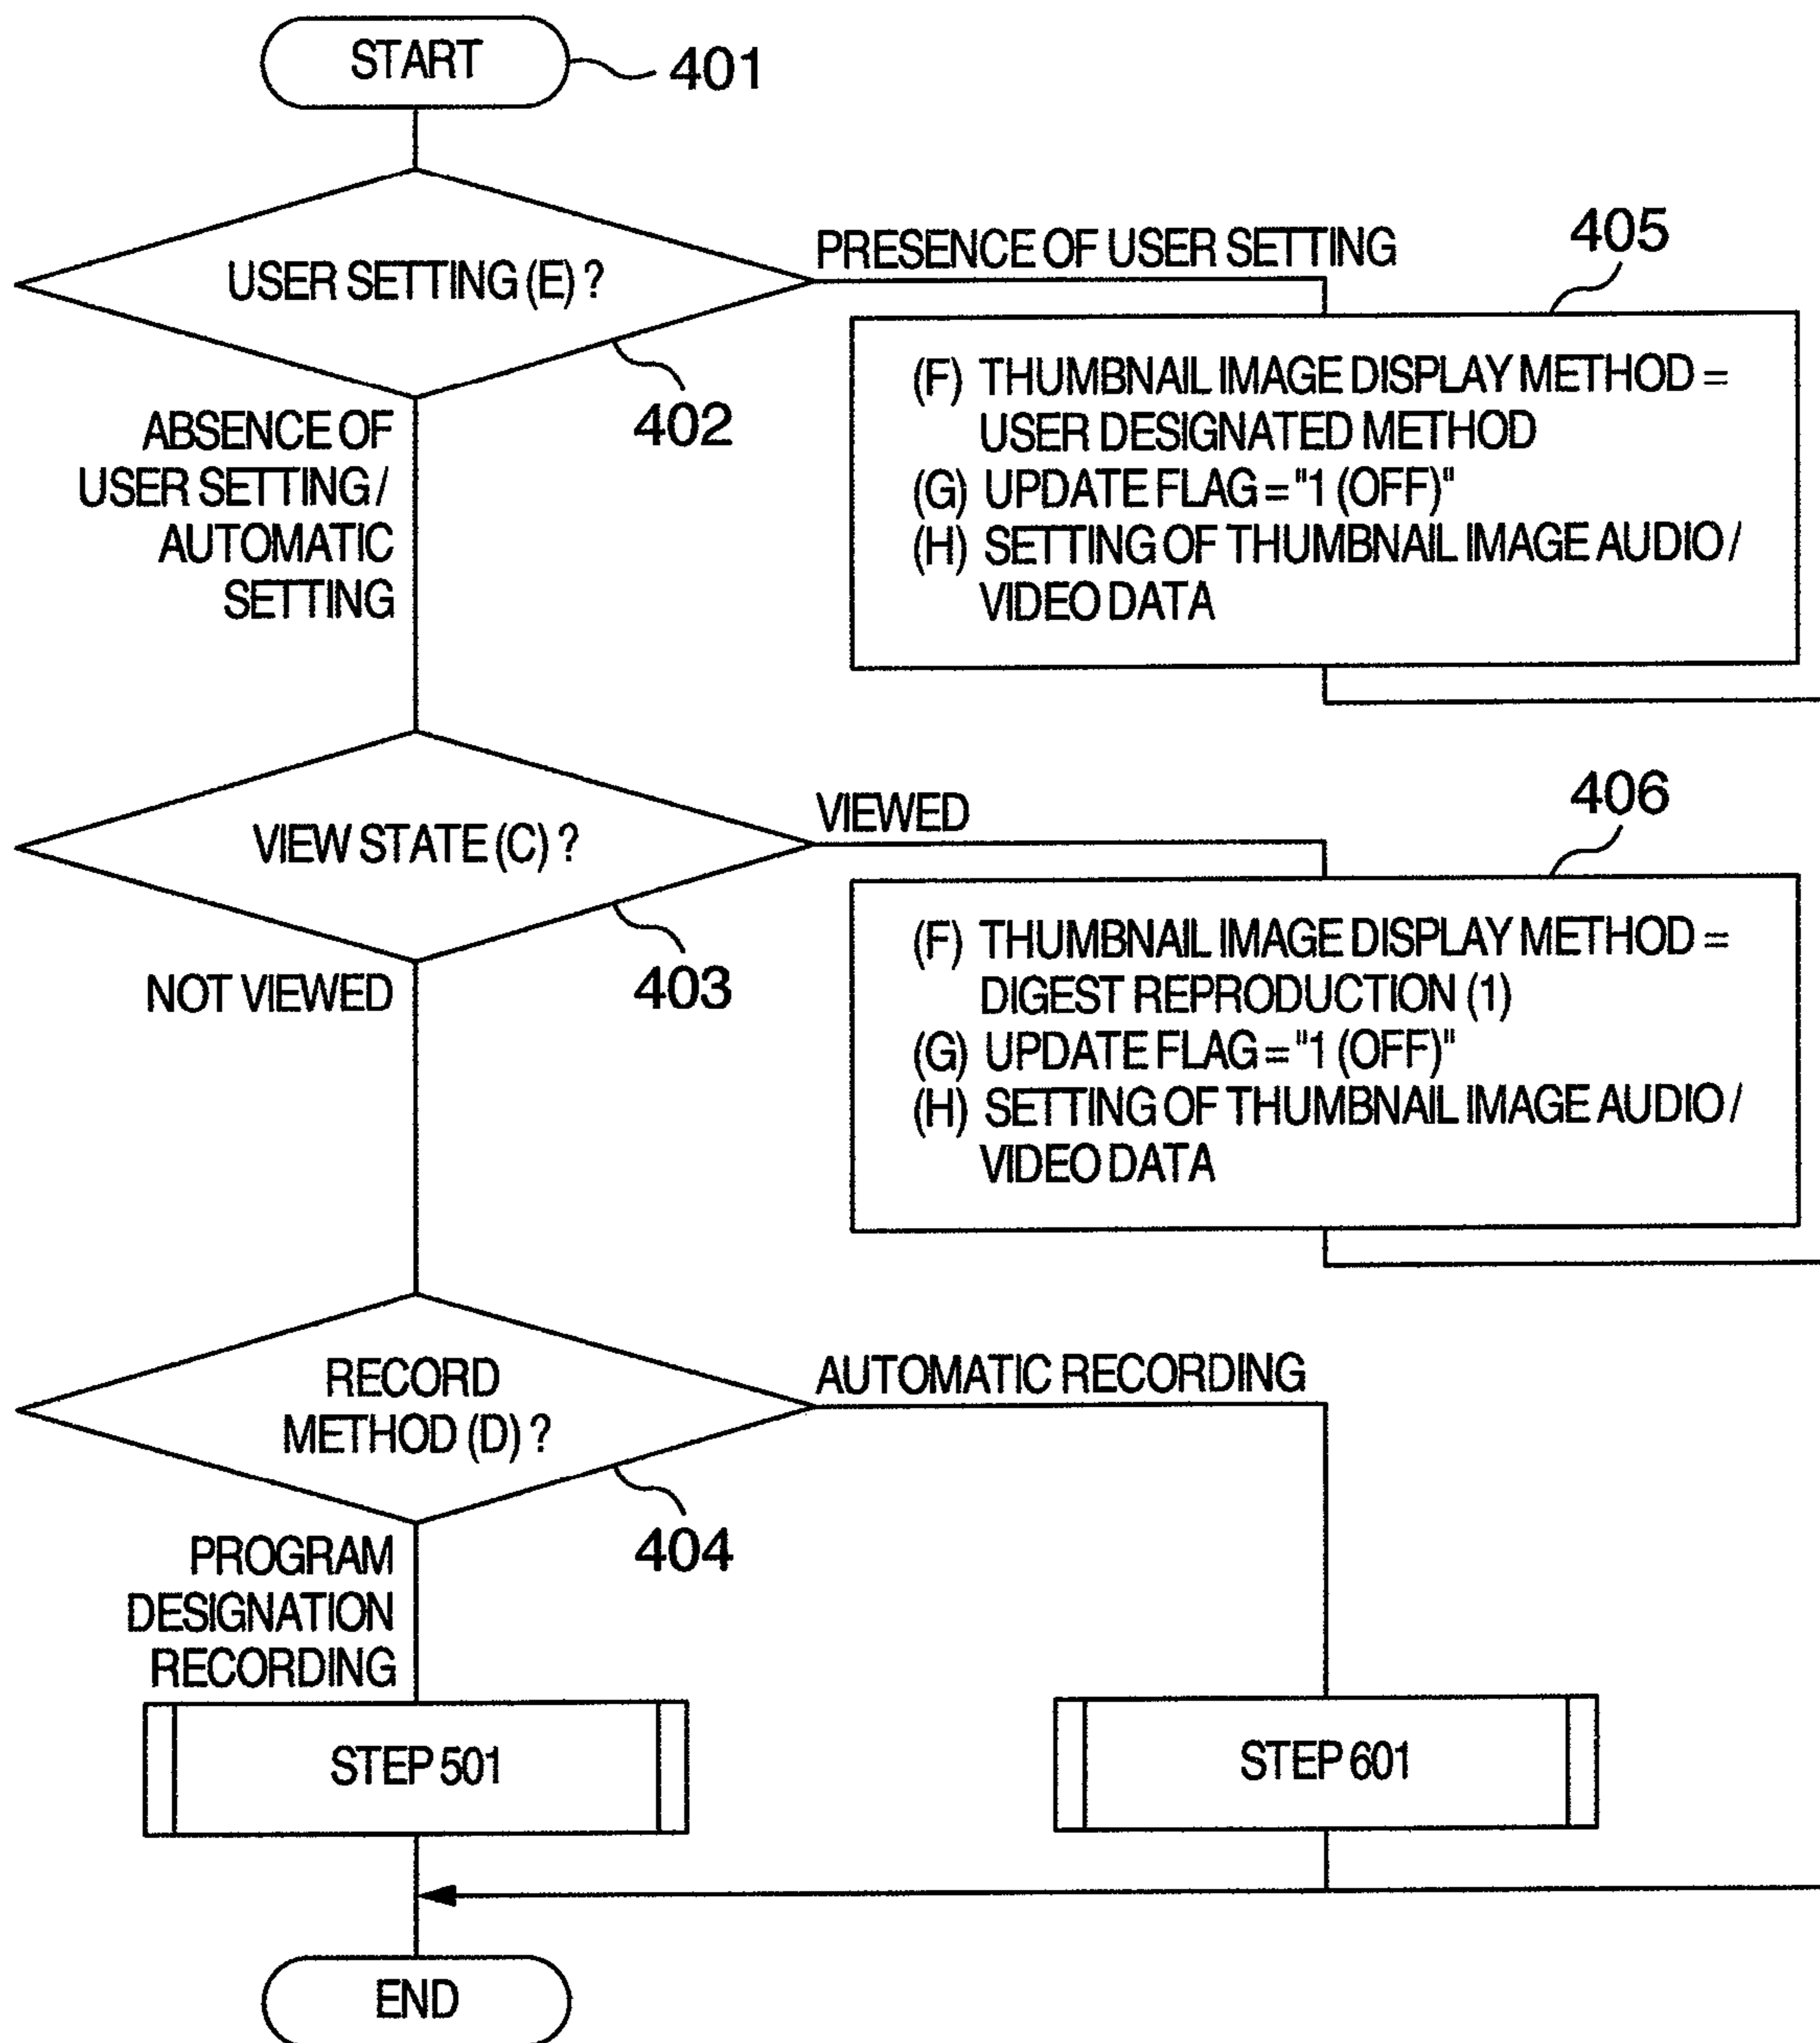 START
401
USER SETTING (E) ?
402
PRESENCE OF USER SETTING
405
(F) THUMBNAIL IMAGE DISPLAY METHOD =
USER DESIGNATED METHOD
(G) UPDATE FLAG = "1 (OFF)"
(H) SETTING OF THUMBNAIL IMAGE AUDIO /
VIDEO DATA
ABSENCE OF
USER SETTING /
AUTOMATIC
SETTING
VIEW STATE (C) ?
403
VIEWED
406
(F) THUMBNAIL IMAGE DISPLAY METHOD =
DIGEST REPRODUCTION (1)
(G) UPDATE FLAG = "1 (OFF)"
(H) SETTING OF THUMBNAIL IMAGE AUDIO /
VIDEO DATA
NOT VIEWED
RECORD
METHOD (D) ?
404
AUTOMATIC RECORDING
PROGRAM
DESIGNATION
RECORDING
STEP 501
STEP 601
END